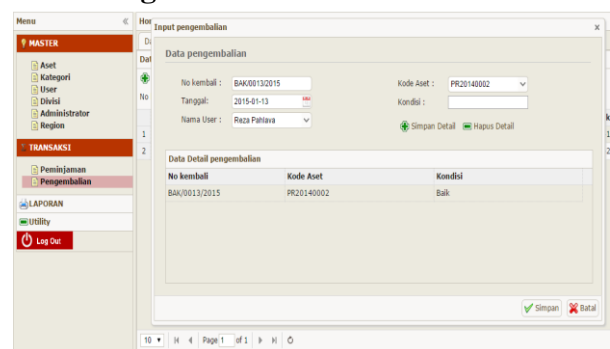 Menu
MASTER
Aset
Kategori
User
Divisi
Administrator
Region
TRANSAKSI
Peminjaman
Pengembalian
LAPORAN
Utility
Log Out
Input pengembalian
Data pengembalian
No kembali : BAK/0013/2015 Kode Aset : PR20140002
Tanggal: 2015-01-13 Kondisi :
Nama User : Reza Pahlava
Simpan Detail Hapus Detail
Data Detail pengembalian
No kembali Kode Aset Kondisi
BAK/0013/2015 PR20140002 Baik
Simpan Batal
No
1
2
10 Page 1 of 1